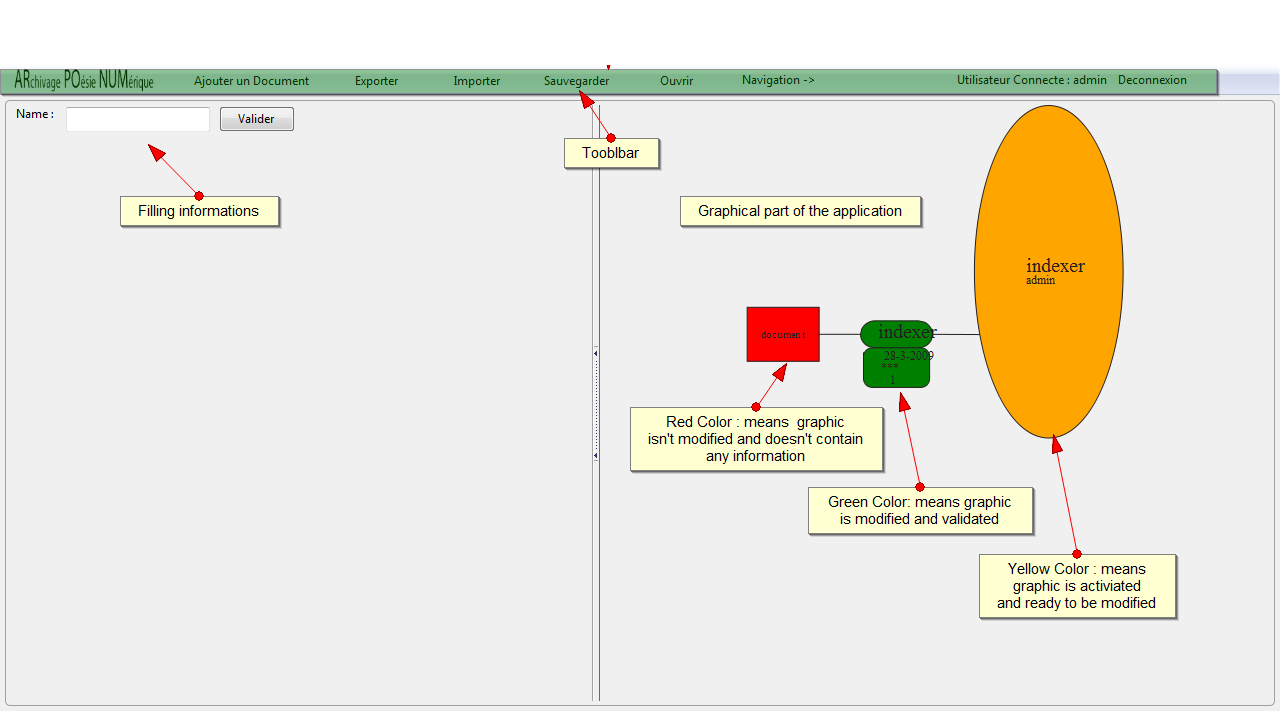 ARchivage POésie NUMérique Ajouter un Document Exporter Importer Sauvegarder Ouvrir Navigation -> Utilisateur Connecte : admin Deconnexion
Name : Valider
Tooblbar
Filling informations
Graphical part of the application
indexer
admin
document
indexer
28-3-2009
***
1
Red Color : means graphic
isn't modified and doesn't contain
any information
Green Color: means graphic
is modified and validated
Yellow Color : means
graphic is activiated
and ready to be modified